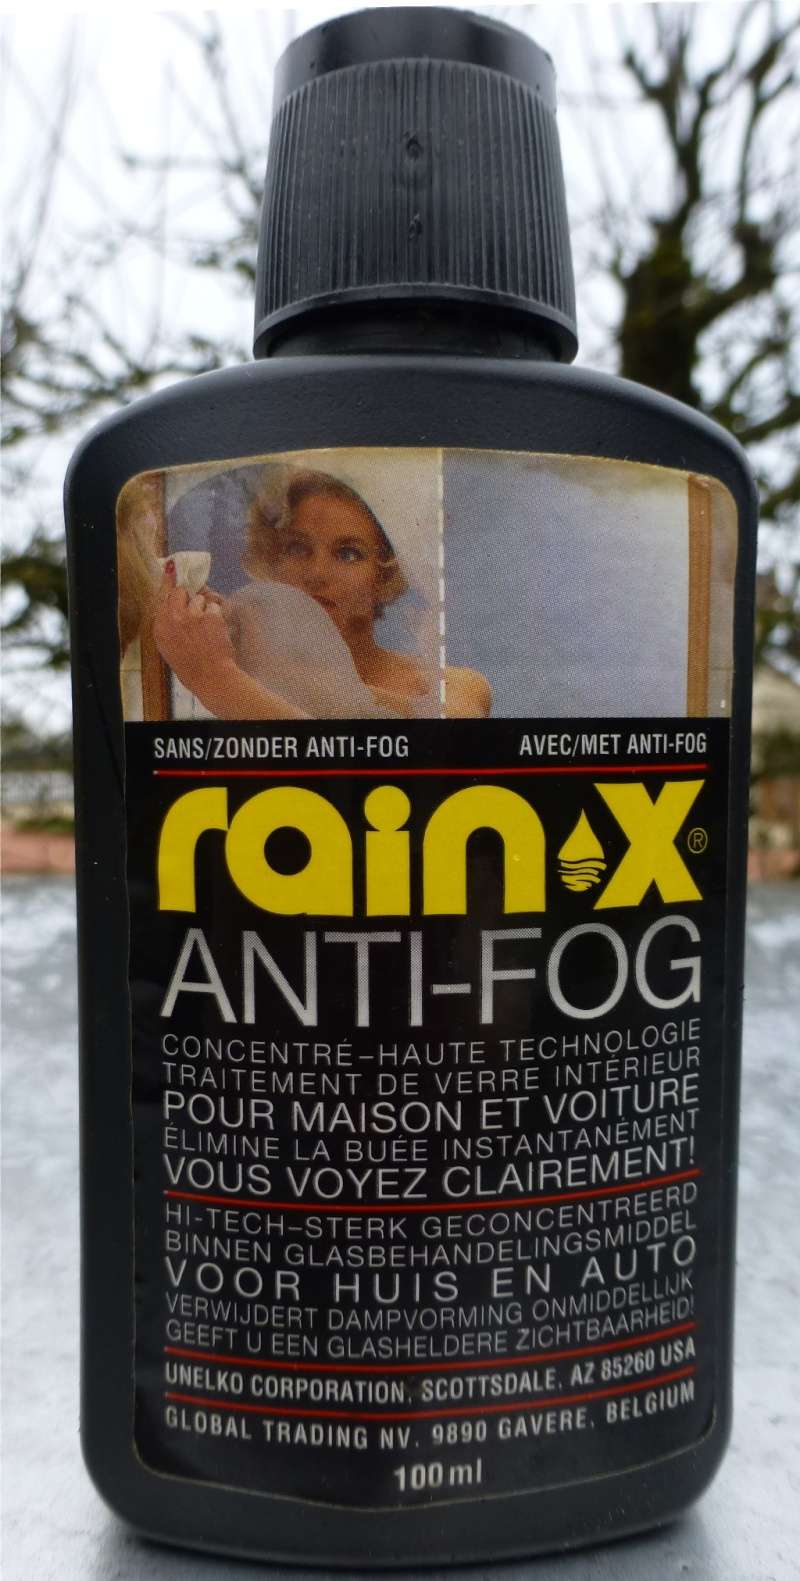 SANS/ZONDER ANTI-FOG
AVEC/MET ANTI-FOG
rain·x®
ANTI-FOG
CONCENTRÉ-HAUTE TECHNOLOGIE
TRAITEMENT DE VERRE INTÉRIEUR
POUR MAISON ET VOITURE
ÉLIMINE LA BUÉE INSTANTANÉMENT
VOUS VOYEZ CLAIREMENT!
HI-TECH-STERK GECONCENTREERD
BINNEN GLASBEHANDELINGSMIDDEL
VOOR HUIS EN AUTO
VERWIJDERT DAMPVORMING ONMIDDELLIJK
GEEFT U EEN GLASHELDERE ZICHTBAARHEID!
UNELKO CORPORATION, SCOTTSDALE, AZ 85260 USA
GLOBAL TRADING NV. 9890 GAVERE, BELGIUM
100 ml